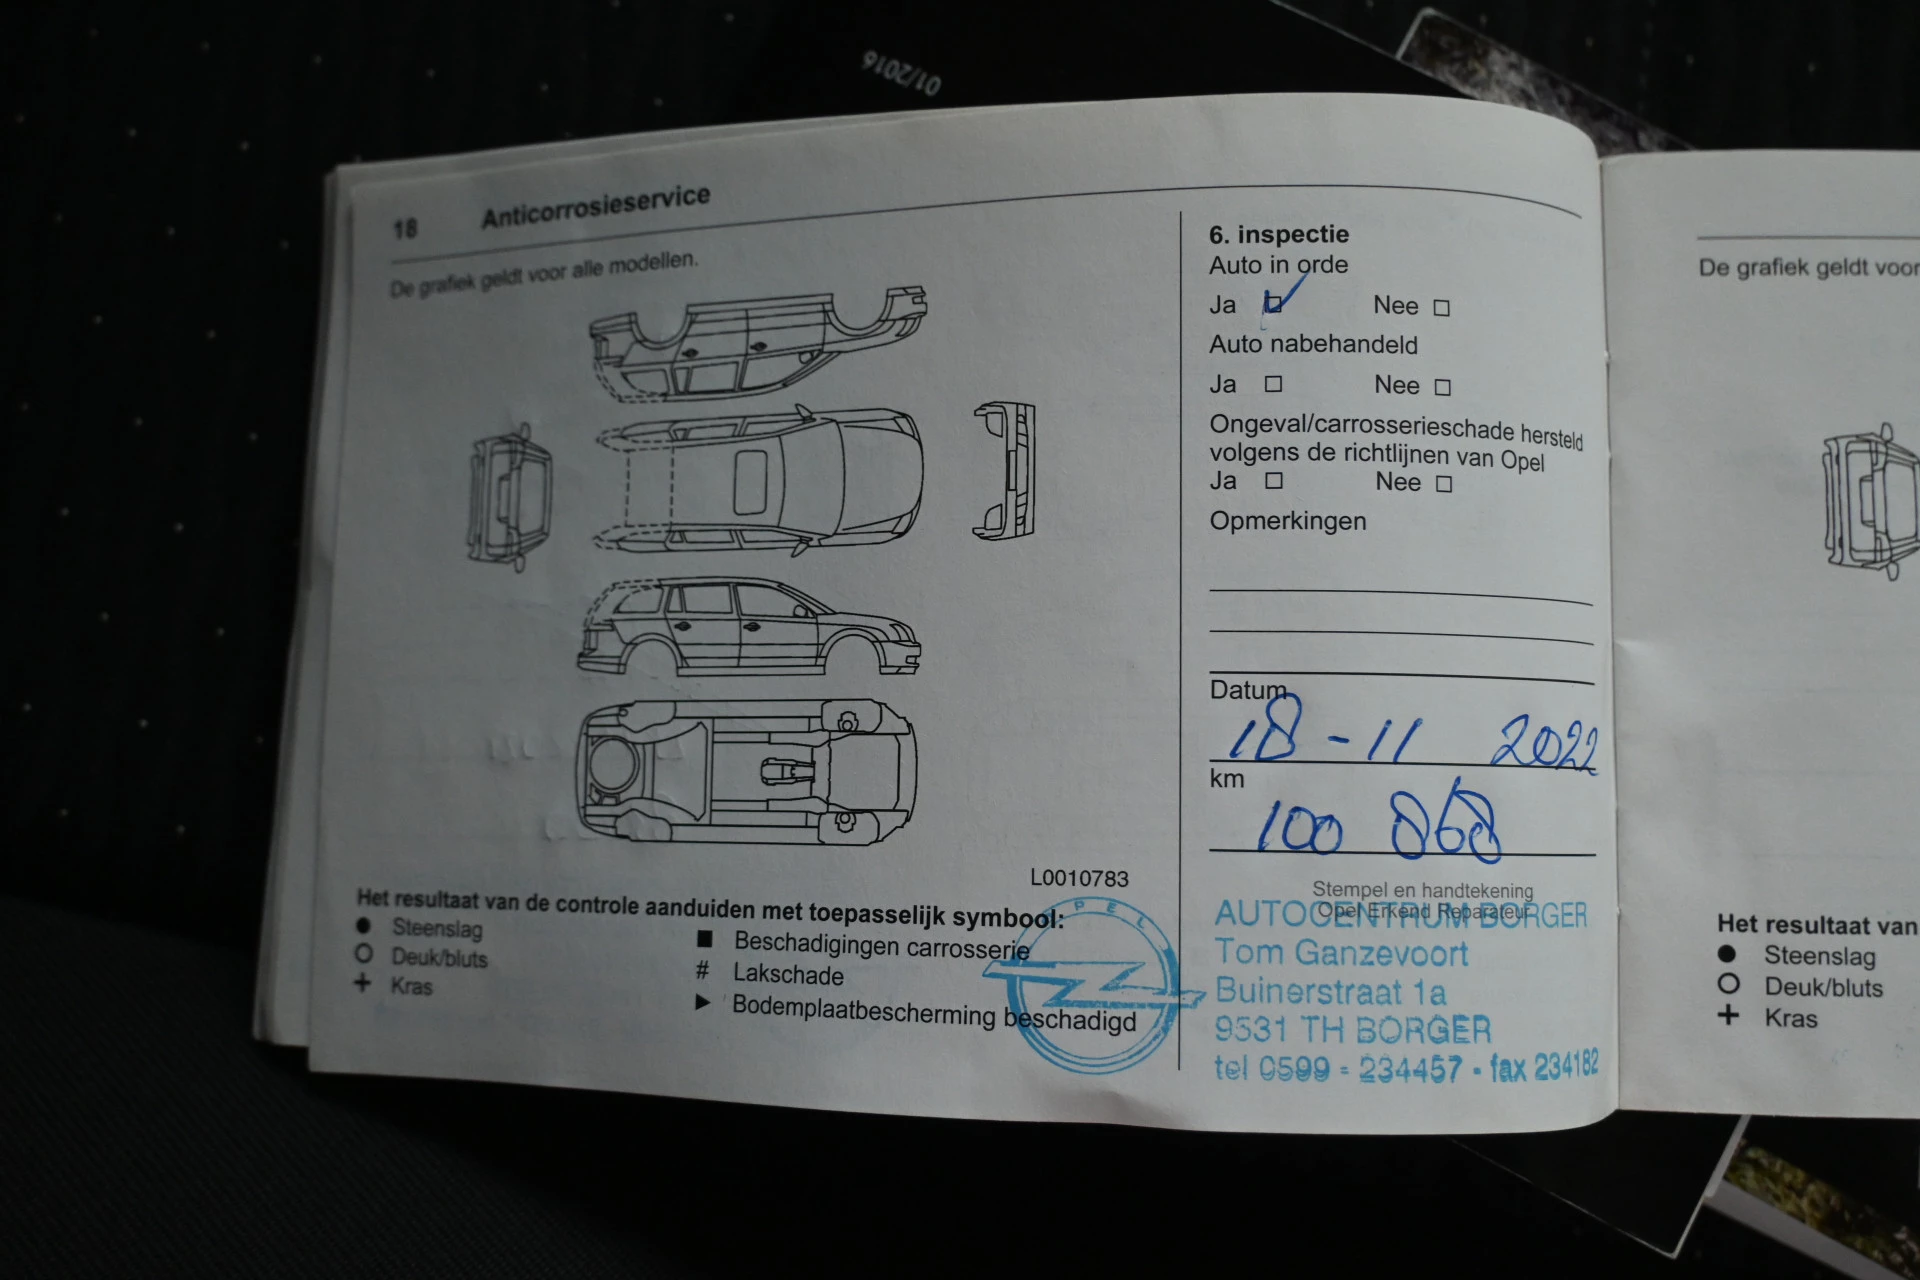 01/2016
18 Anticorrosieservice
De grafiek geldt voor alle modellen.
L0010783
Het resultaat van de controle aanduiden met toepasselijk symbool:
● Steenslag
○ Deuk/bluts
+ Kras
■ Beschadigingen carrosserie
# Lakschade
► Bodemplaatbescherming beschadigd
OPEL
6. inspectie
Auto in orde
Ja ☑ Nee □
Auto nabehandeld
Ja □ Nee □
Ongeval/carrosserieschade hersteld
volgens de richtlijnen van Opel
Ja □ Nee □
Opmerkingen
Datum
18-11 2022
km
100 868
Stempel en handtekening
Opel Erkend Reparateur
AUTOCENTRUM BORGER
Tom Ganzevoort
Buinerstraat 1a
9531 TH BORGER
tel 0599 - 234457 - fax 234182
De grafiek geldt voor
Het resultaat van
● Steenslag
○ Deuk/bluts
+ Kras